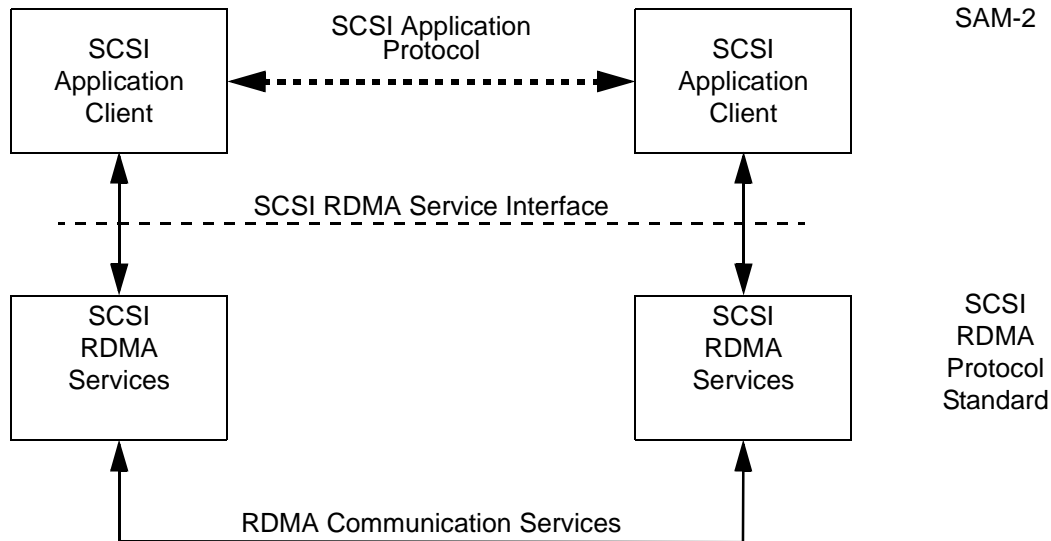 SCSI
Application
Client
SCSI Application
Protocol
SCSI
Application
Client
SAM-2
SCSI RDMA Service Interface
SCSI
RDMA
Services
SCSI
RDMA
Services
SCSI
RDMA
Protocol
Standard
RDMA Communication Services